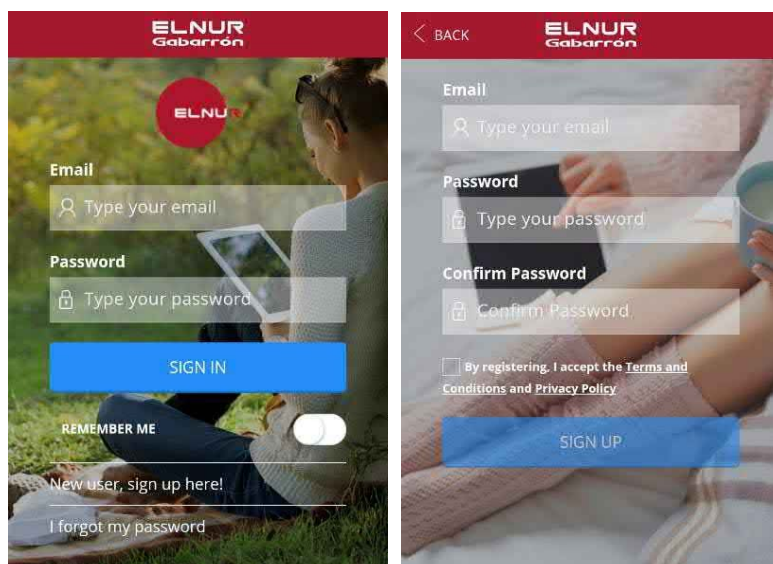 ELNUR
Gabarrón
ELNUR
Email
Type your email
Password
Type your password
SIGN IN
REMEMBER ME
New user, sign up here!
I forgot my password
BACK
ELNUR
Gabarrón
Email
Type your email
Password
Type your password
Confirm Password
Confirm Password
By registering, I accept the Terms and
Conditions and Privacy Policy
SIGN UP